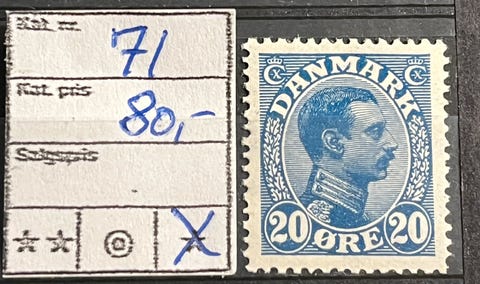 Kat. nr.
71
Kat. pris
80,-
Salgspris
X
DANMARK
20 ØRE 20